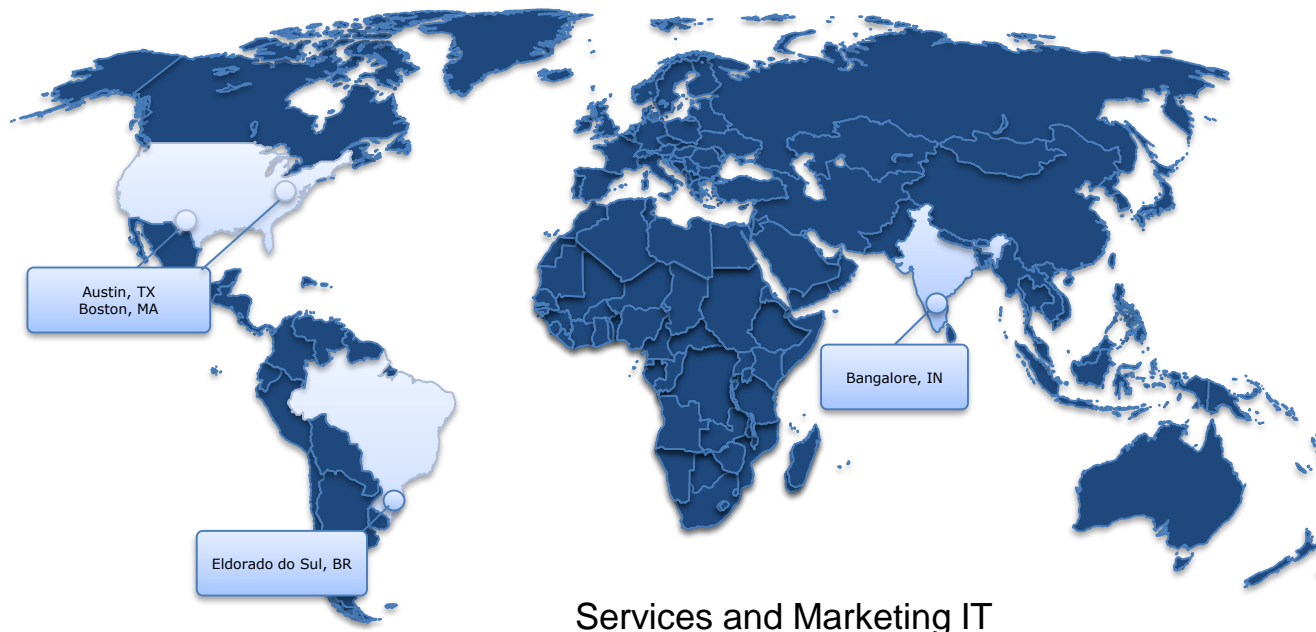 Austin, TX
Boston, MA
Bangalore, IN
Eldorado do Sul, BR
Services and Marketing IT